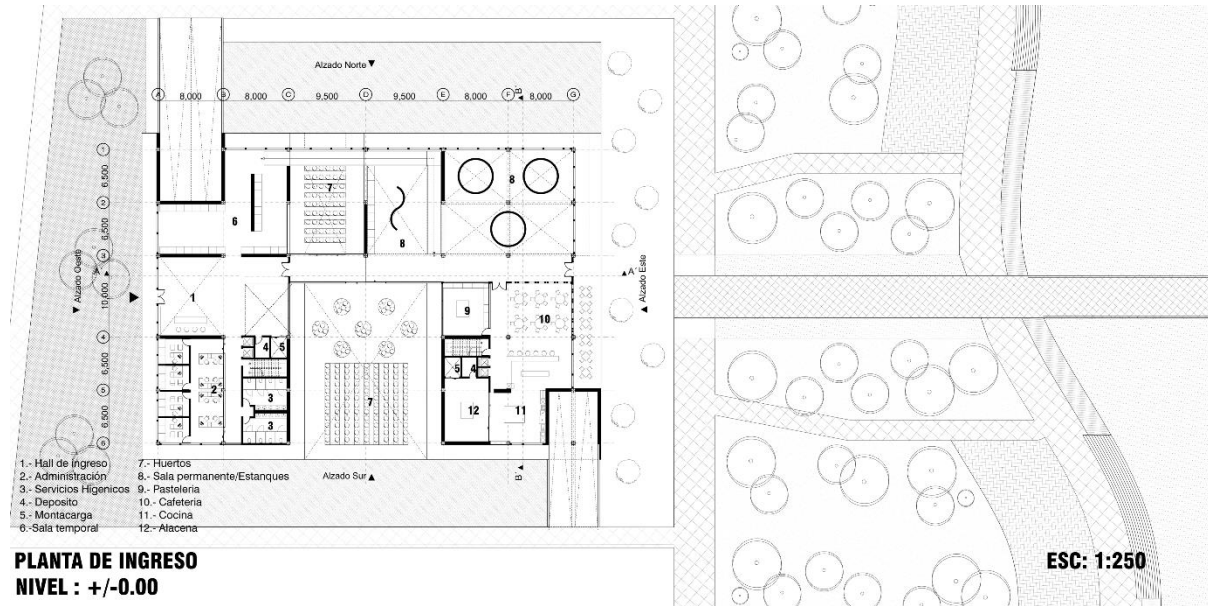 Alzado Norte
A B C D E F G
B'
8,000 8,000 9,500 9,500 8,000 8,000
1
6,500
2
6,500
3
10,000
4
6,500
5
6,500
6
7
8
6
8
A'
A'
Alzado Oeste
Alzado Este
1
9
10
4
5
5
4
2
3
7
12
11
3
Alzado Sur
B'
1.- Hall de ingreso
2.- Administración
3.- Servicios Higenicos
4.- Deposito
5.- Montacarga
6.-Sala temporal
7.- Huertos
8.- Sala permanente/Estanques
9.- Pasteleria
10.- Cafeteria
11.- Cocina
12.- Alacena
PLANTA DE INGRESO
NIVEL : +/-0.00
ESC: 1:250